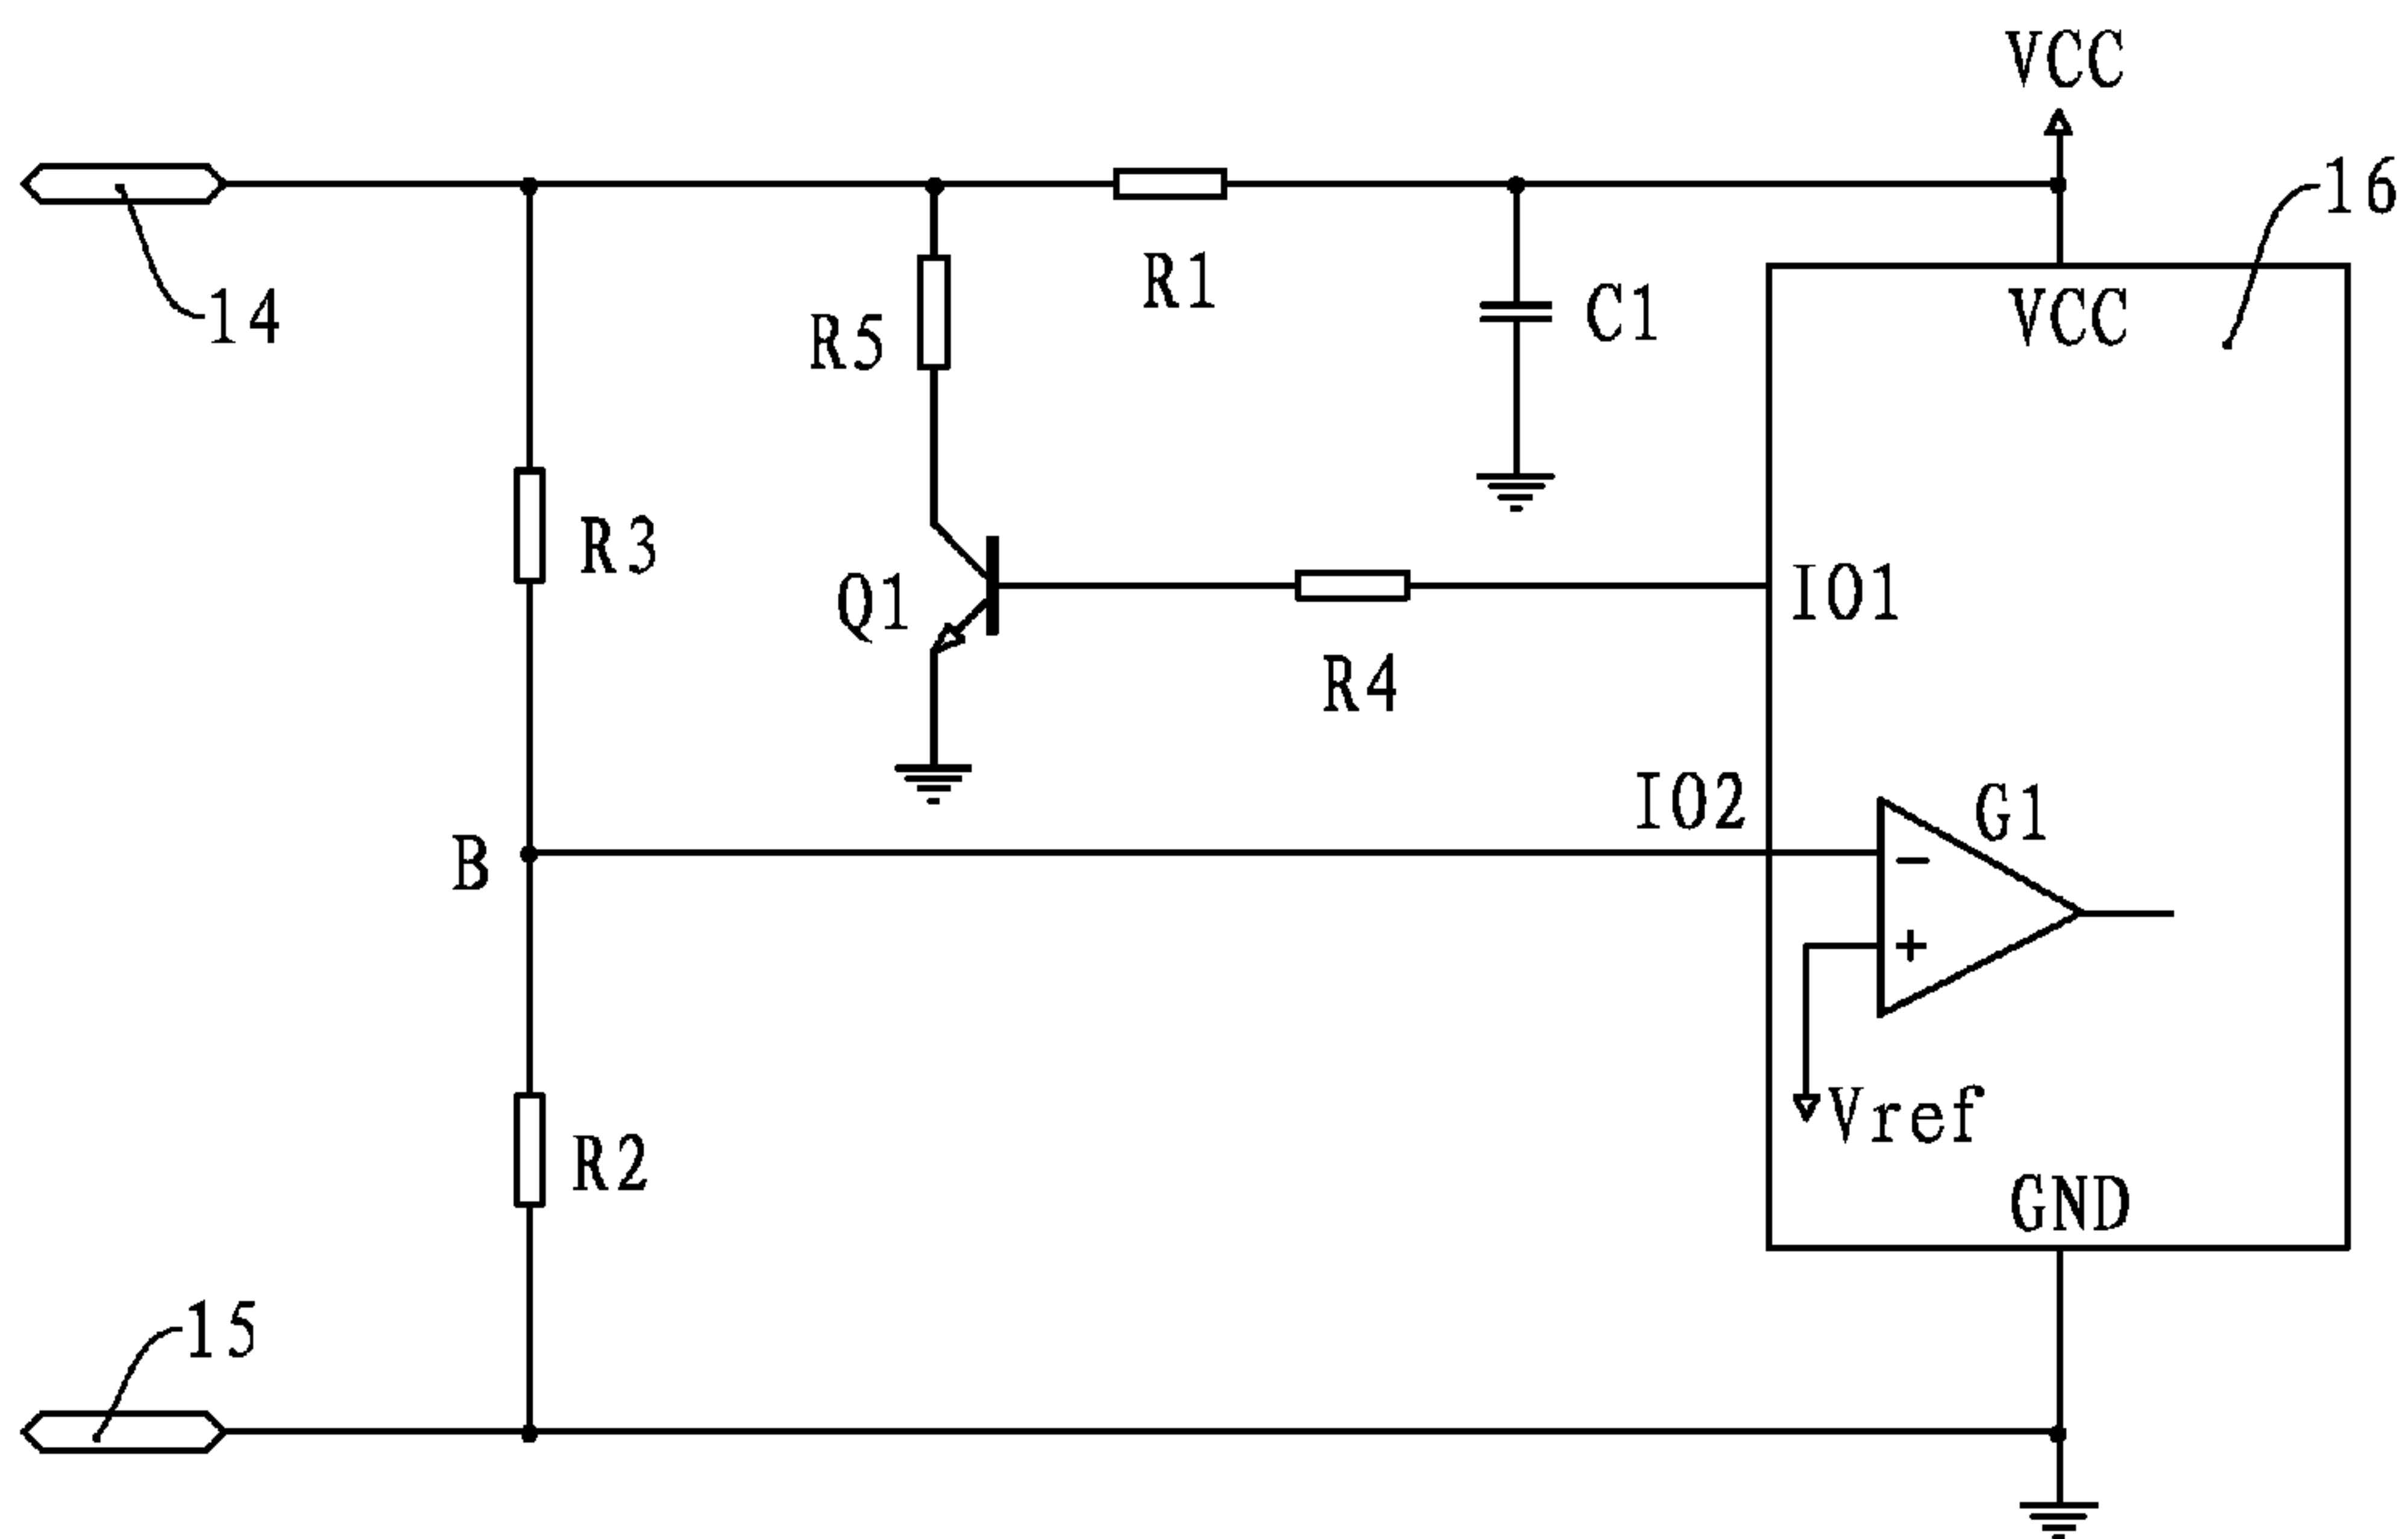 VCC
16
14
R1
C1
VCC
R5
R3
Q1
IO1
R4
IO2
G1
B
−
+
Vref
R2
GND
15